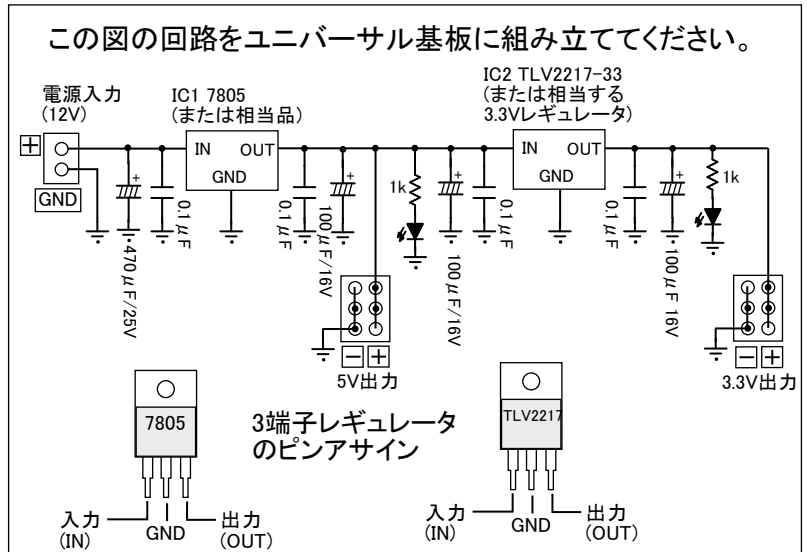 この図の回路をユニバーサル基板に組み立ててください。
電源入力
(12V)
IC1 7805
(または相当品)
IC2 TLV2217-33
(または相当する
3.3Vレギュレータ)
+
GND
IN OUT
GND
IN OUT
GND
+
470μF/25V
0.1μF
0.1μF
+
100μF/16V
1k
+
100μF/16V
0.1μF
0.1μF
+
100μF 16V
1k
− +
5V出力
− +
3.3V出力
7805
3端子レギュレータ
のピンアサイン
TLV2217
入力
(IN)
GND
出力
(OUT)
入力
(IN)
GND
出力
(OUT)